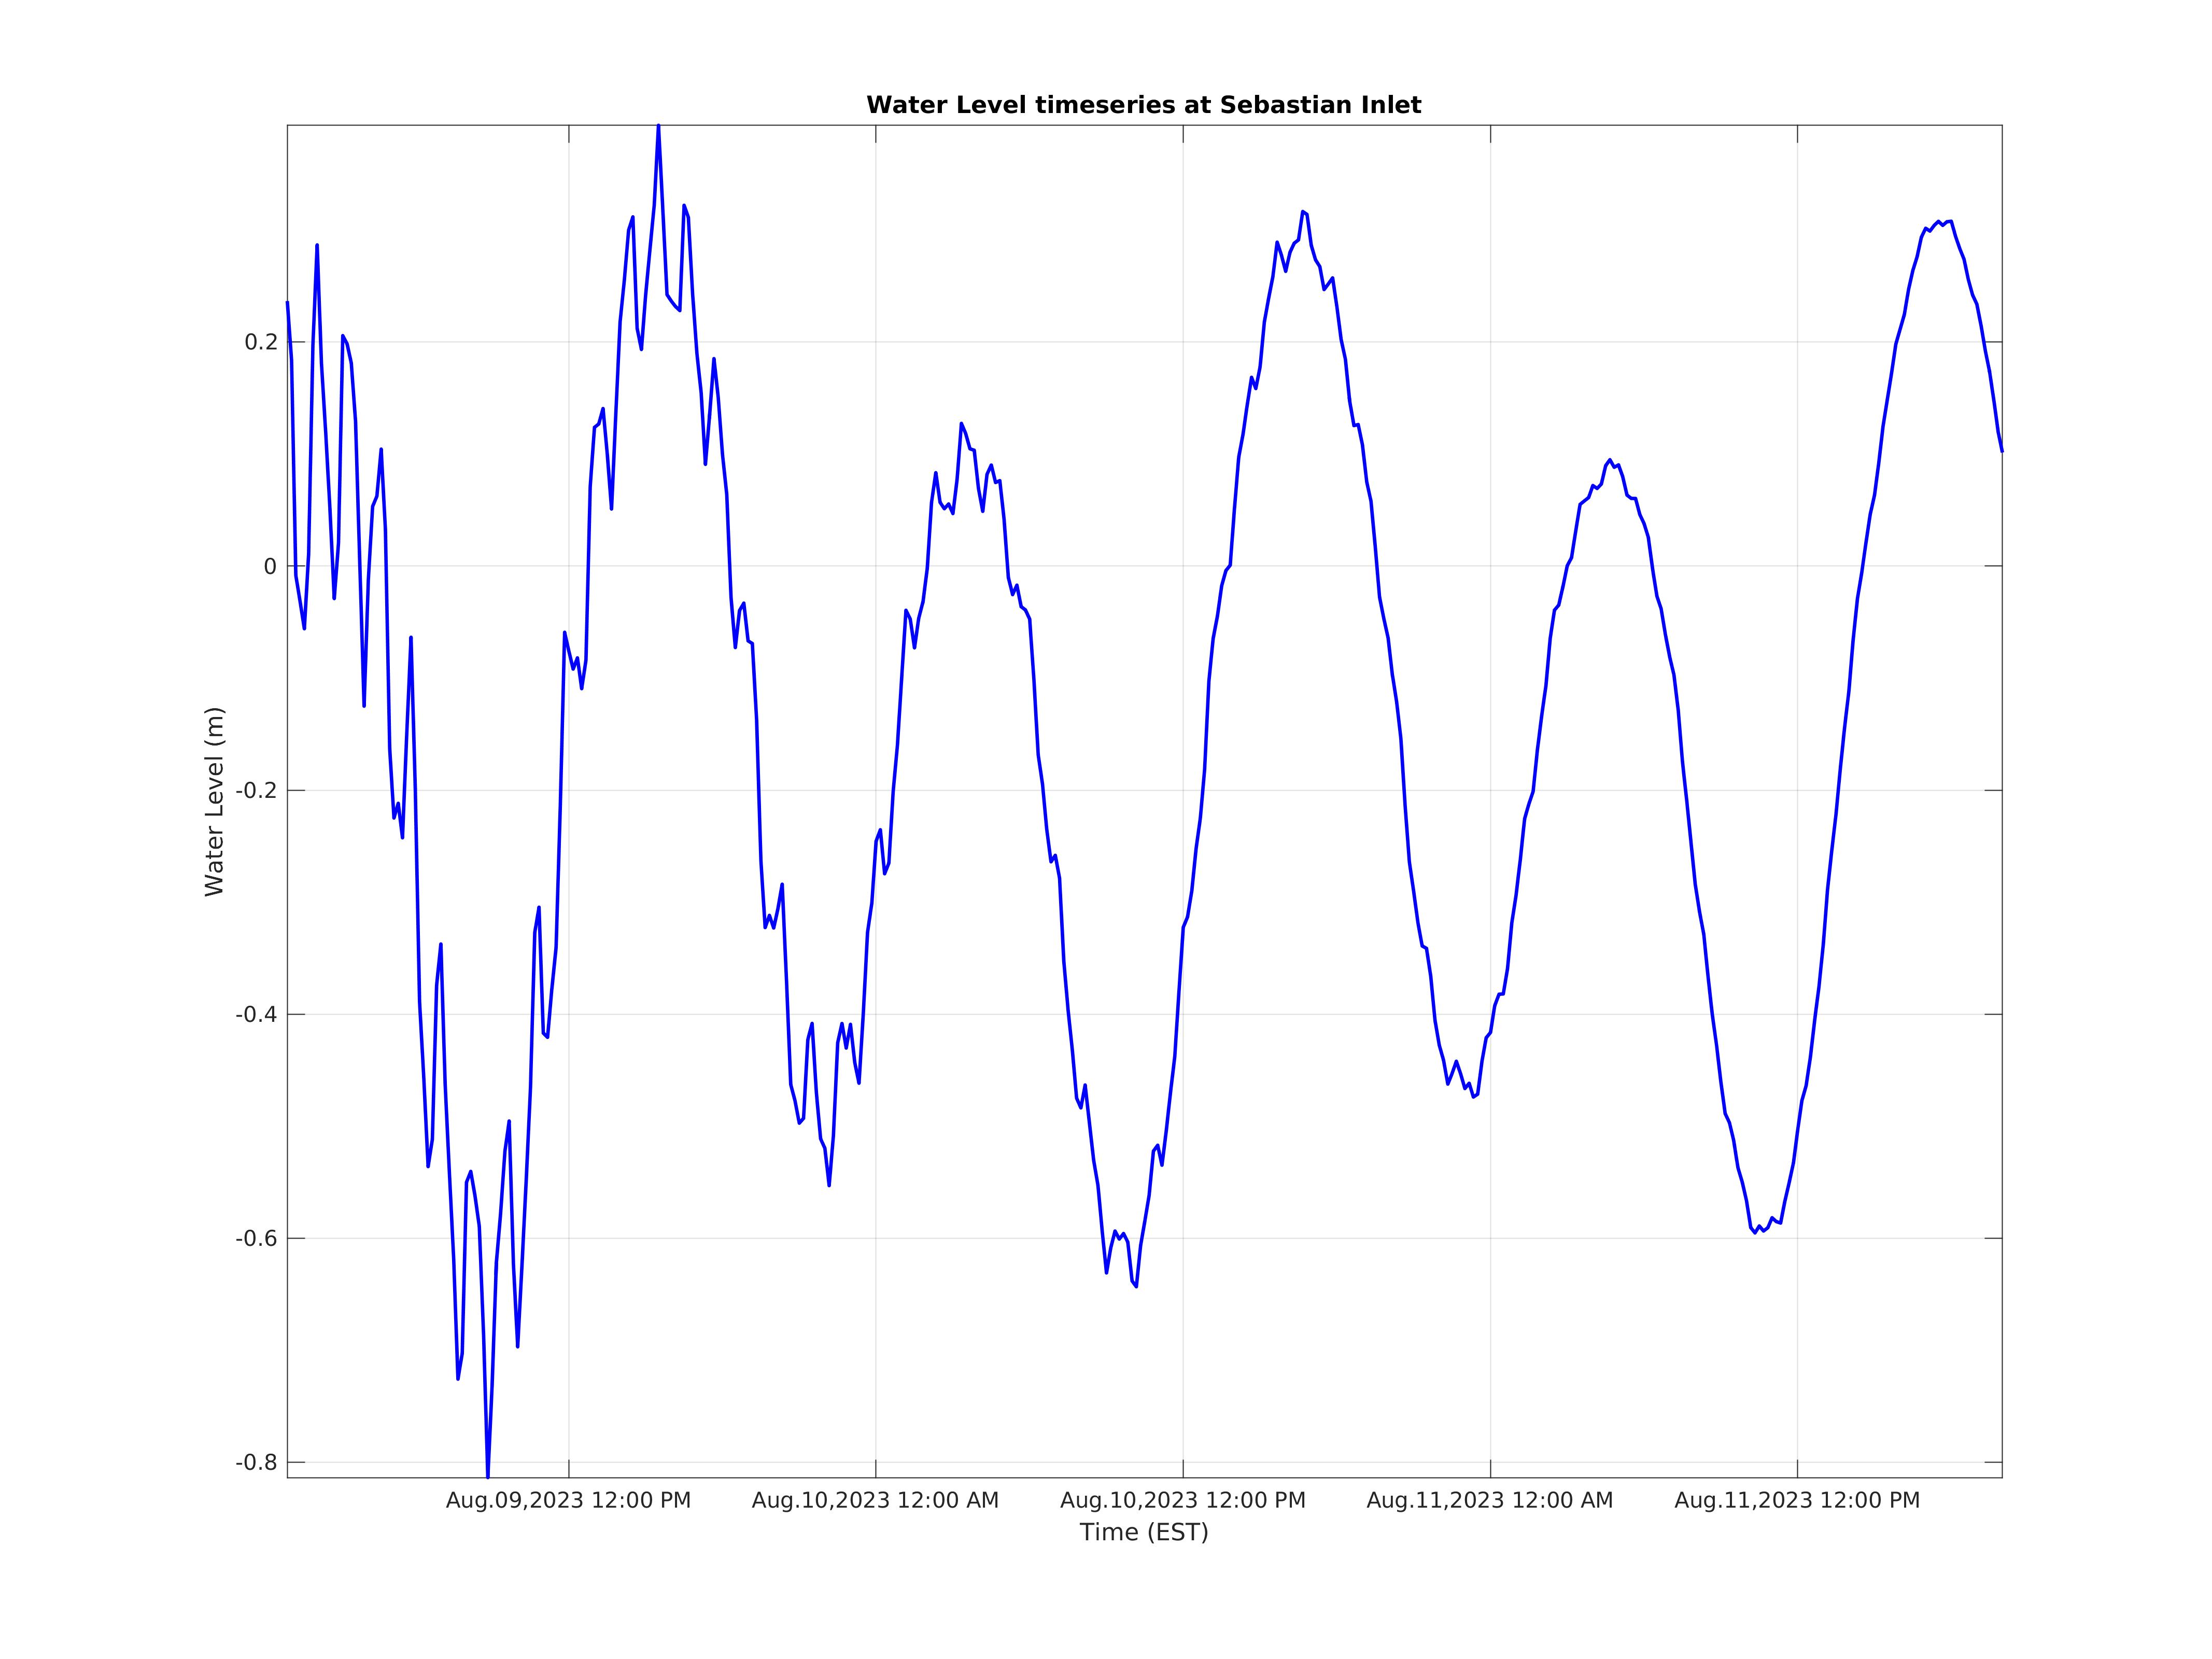 Water Level timeseries at Sebastian Inlet
0.2
0
-0.2
-0.4
-0.6
-0.8
Water Level (m)
Aug.09,2023 12:00 PM
Aug.10,2023 12:00 AM
Aug.10,2023 12:00 PM
Aug.11,2023 12:00 AM
Aug.11,2023 12:00 PM
Time (EST)